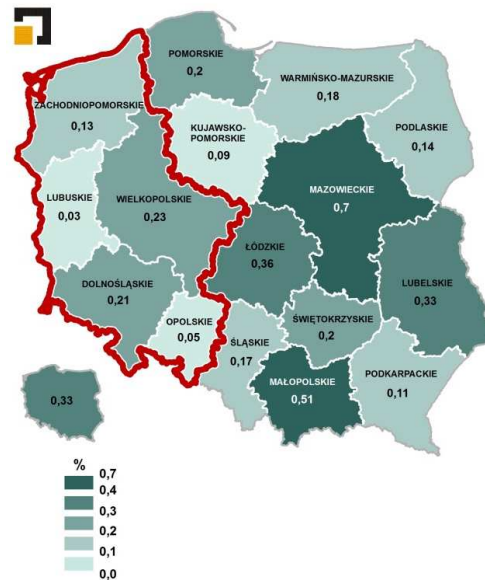 POMORSKIE
0,2
WARMIŃSKO-MAZURSKIE
0,18
ZACHODNIOPOMORSKIE
0,13
KUJAWSKO-
POMORSKIE
0,09
PODLASKIE
0,14
MAZOWIECKIE
0,7
LUBUSKIE
0,03
WIELKOPOLSKIE
0,23
ŁÓDZKIE
0,36
LUBELSKIE
0,33
DOLNOŚLĄSKIE
0,21
OPOLSKIE
0,05
ŚLĄSKIE
0,17
ŚWIĘTOKRZYSKIE
0,2
MAŁOPOLSKIE
0,51
PODKARPACKIE
0,11
0,33
%
0,7
0,4
0,3
0,2
0,1
0,0